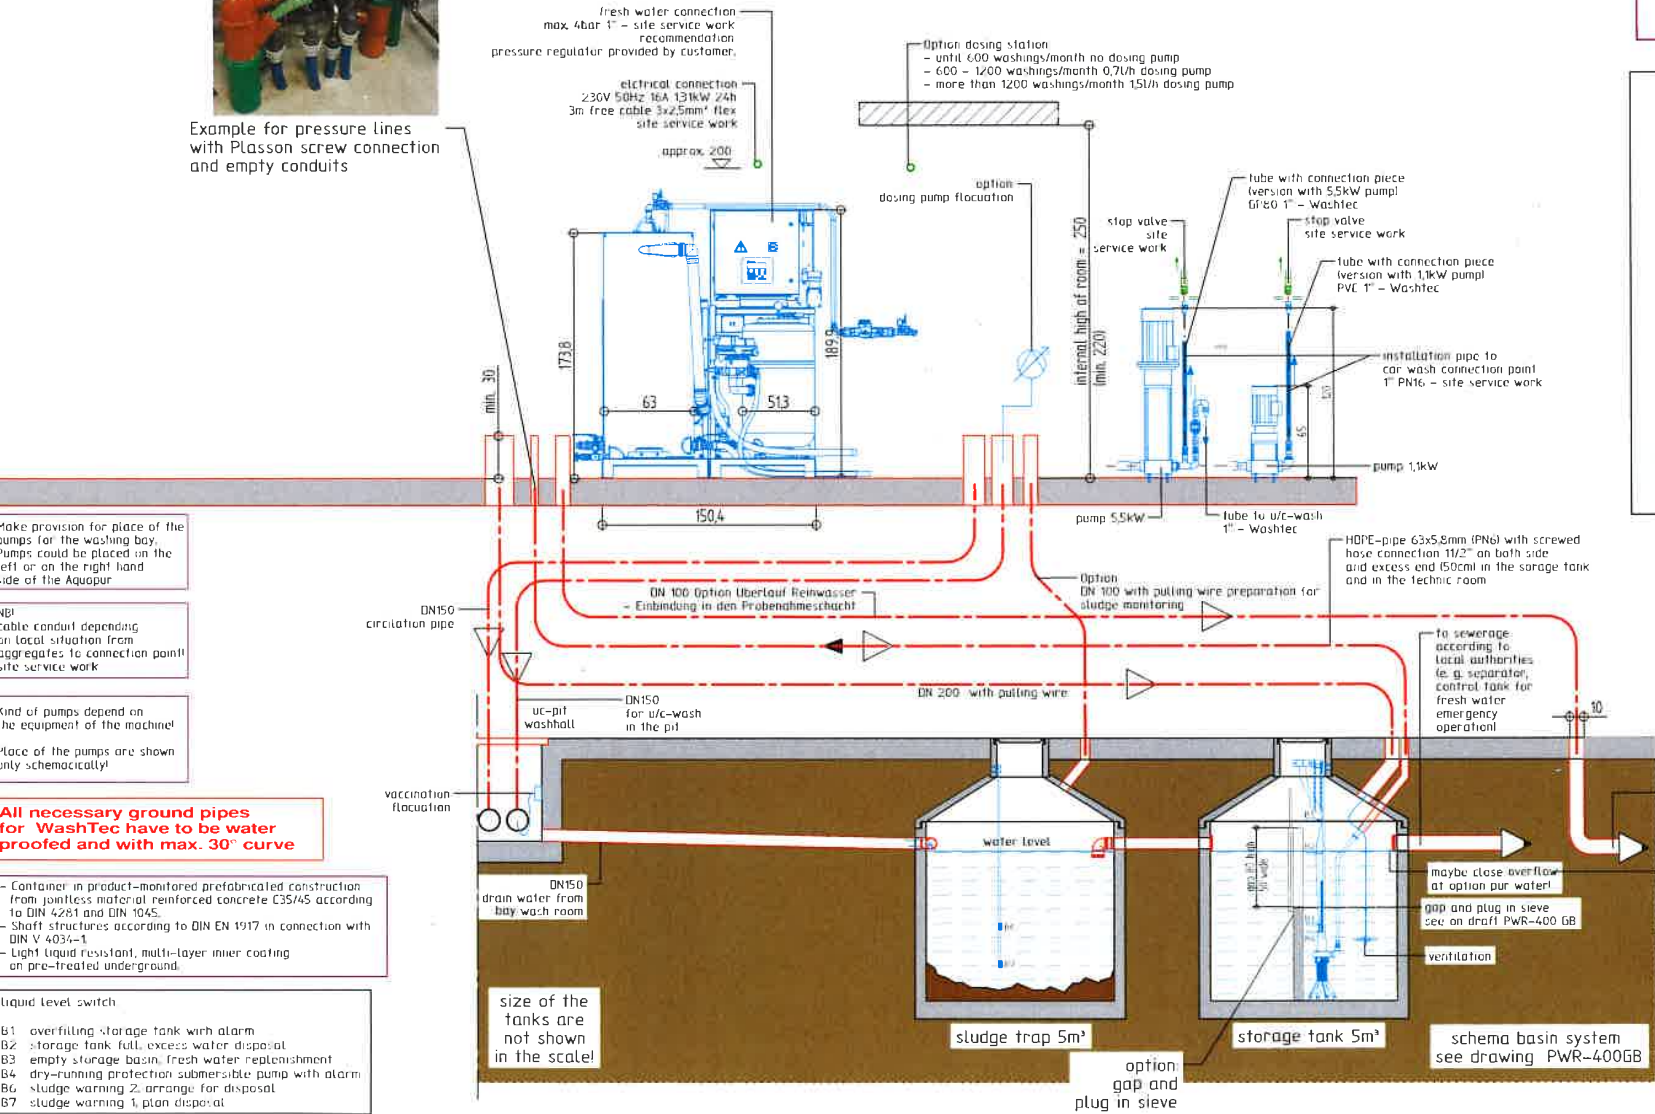 fresh water connection
max. 4bar 1" - site service work
recommendation
pressure regulator provided by customer.
elctrical connection
230V 50Hz 16A 1.31kW 24h
3m free cable 3x2,5mm² flex
site service work
approx. 200
Option dosing station
- until 600 washings/month no dosing pump
- 600 - 1200 washings/month 0,7l/h dosing pump
- more than 1200 washings/month 1,5l/h dosing pump
Example for pressure lines
with Plasson screw connection
and empty conduits
option
dosing pump flocuation
tube with connection piece
(version with 5,5kW pump)
GP80 1" - Washtec
stop valve
site
service work
stop valve
site service work
tube with connection piece
(version with 1,1kW pump)
PVC 1" - Washtec
installation pipe to
car wash connection point
1" PN16 - site service work
internal high of room = 250
(min. 220)
173,8
189,9
63
51,3
min. 30
120
65
pump 1,1kW
150,4
pump 5,5kW
tube to u/c-wash
1" - Washtec
Make provision for place of the
pumps for the washing bay.
Pumps could be placed on the
left or on the right hand
side of the Aquapur
NB!
cable conduit depending
on local situation from
aggregates to connection point!
site service work
Kind of pumps depend on
the equipment of the machine!
Place of the pumps are shown
only schemacically!
All necessary ground pipes
for WashTec have to be water
proofed and with max. 30° curve
- Container in product-monitored prefabricated construction
from jointless material reinforced concrete C35/45 according
to DIN 4281 and DIN 1045.
- Shaft structures according to DIN EN 1917 in connection with
DIN V 4034-1.
- Light liquid resistant, multi-layer inner coating
on pre-treated underground.
liquid level switch
B1 overfilling storage tank wirh alarm
B2 storage tank full, excess water disposal
B3 empty storage basin, fresh water replenishment
B4 dry-running protection submersible pump with alarm
B6 sludge warning 2, arrange for disposal
B7 sludge warning 1, plan disposal
HDPE-pipe 63x5,8mm (PN6) with screwed
hose connection 11/2" on both side
and excess end (50cm) in the sorage tank
and in the technic room
DN150
circilation pipe
DN 100 Option Überlauf Reinwasser
- Einbindung in den Probenahmeschacht
Option
DN 100 with pulling wire preparation for
sludge monitoring
DN 200 with pulling wire
to sewerage
according to
local authorities
(e. g. separator,
control tank for
fresh water
emergency
operation)
10
uc-pit
washhall
DN150
for u/c-wash
in the pit
vaccination
flocuation
DN150
drain water from
bay wash room
water level
gap 80 high
50 wide
B6
B7
maybe close overflow
at option pur water!
gap and plug in sieve
see on draft PWR-400 GB
ventilation
size of the
tanks are
not shown
in the scale!
sludge trap 5m³
storage tank 5m³
option:
gap and
plug in sieve
schema basin system
see drawing PWR-400GB